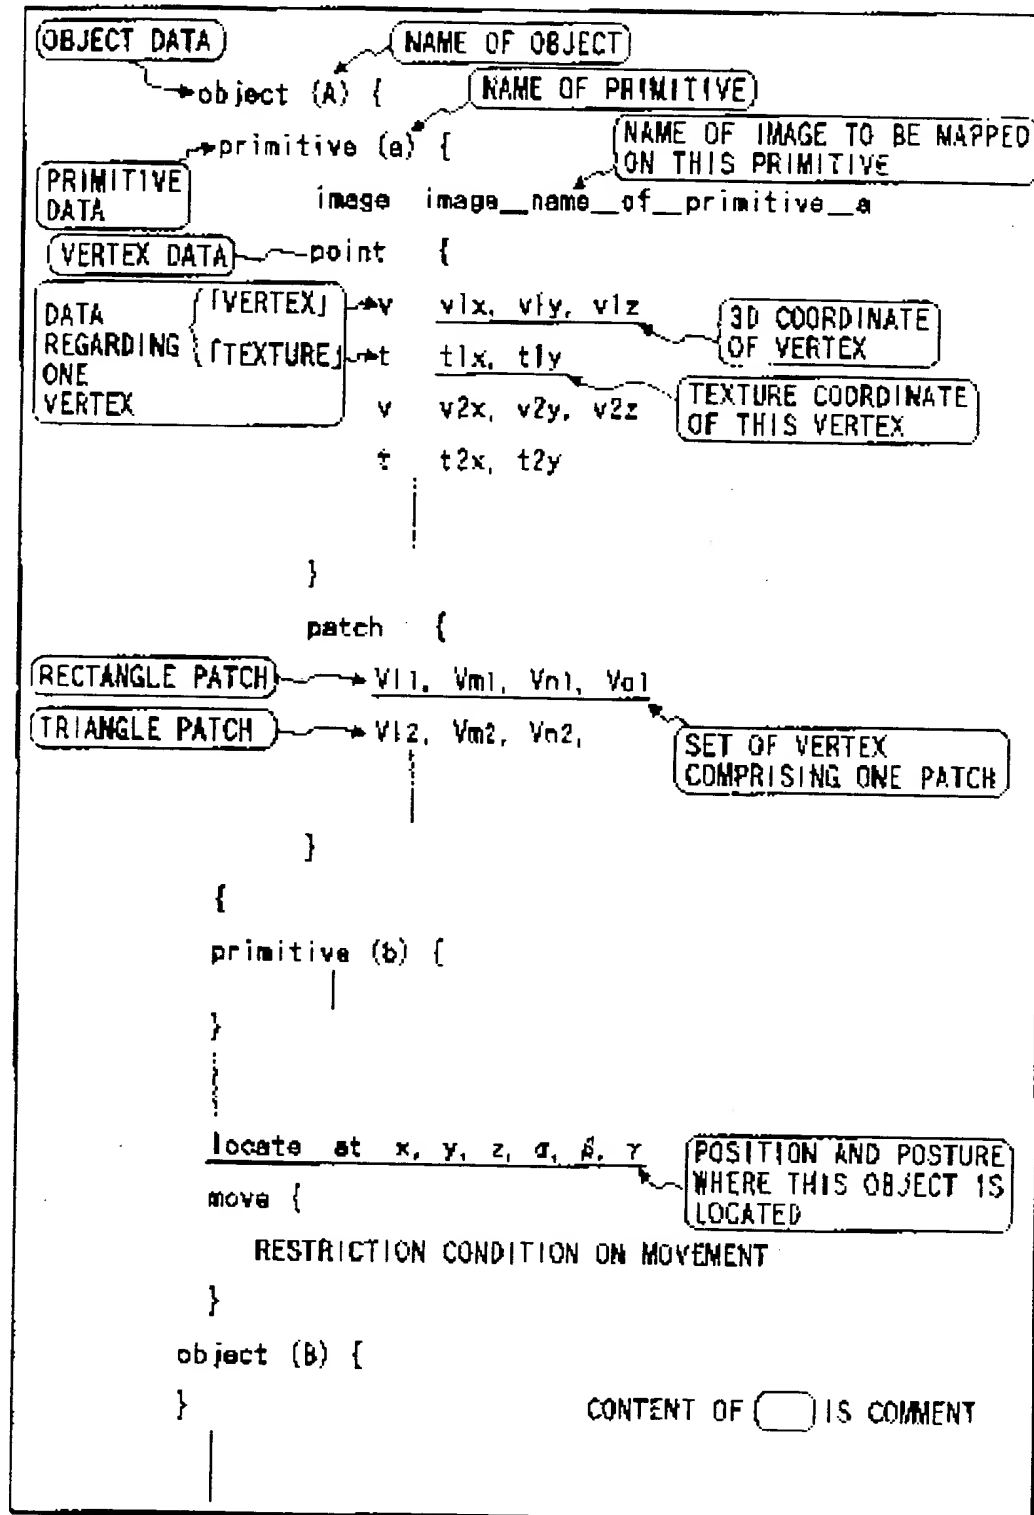 OBJECT DATA
NAME OF OBJECT
object (A) {
NAME OF PRIMITIVE
primitive (a) {
NAME OF IMAGE TO BE MAPPED
ON THIS PRIMITIVE
PRIMITIVE
DATA
image image__name__of__primitive__a
VERTEX DATA
point {
DATA
REGARDING
ONE
VERTEX
「VERTEX」
v v1x, v1y, v1z
3D COORDINATE
OF VERTEX
「TEXTURE」
t t1x, t1y
TEXTURE COORDINATE
OF THIS VERTEX
v v2x, v2y, v2z
t t2x, t2y
}
patch {
RECTANGLE PATCH
Vl1, Vm1, Vn1, Vo1
TRIANGLE PATCH
Vl2, Vm2, Vn2,
SET OF VERTEX
COMPRISING ONE PATCH
}
{
primitive (b) {
}
locate at x, y, z, α, β, γ
POSITION AND POSTURE
WHERE THIS OBJECT IS
LOCATED
move {
RESTRICTION CONDITION ON MOVEMENT
}
object (B) {
}
CONTENT OF IS COMMENT